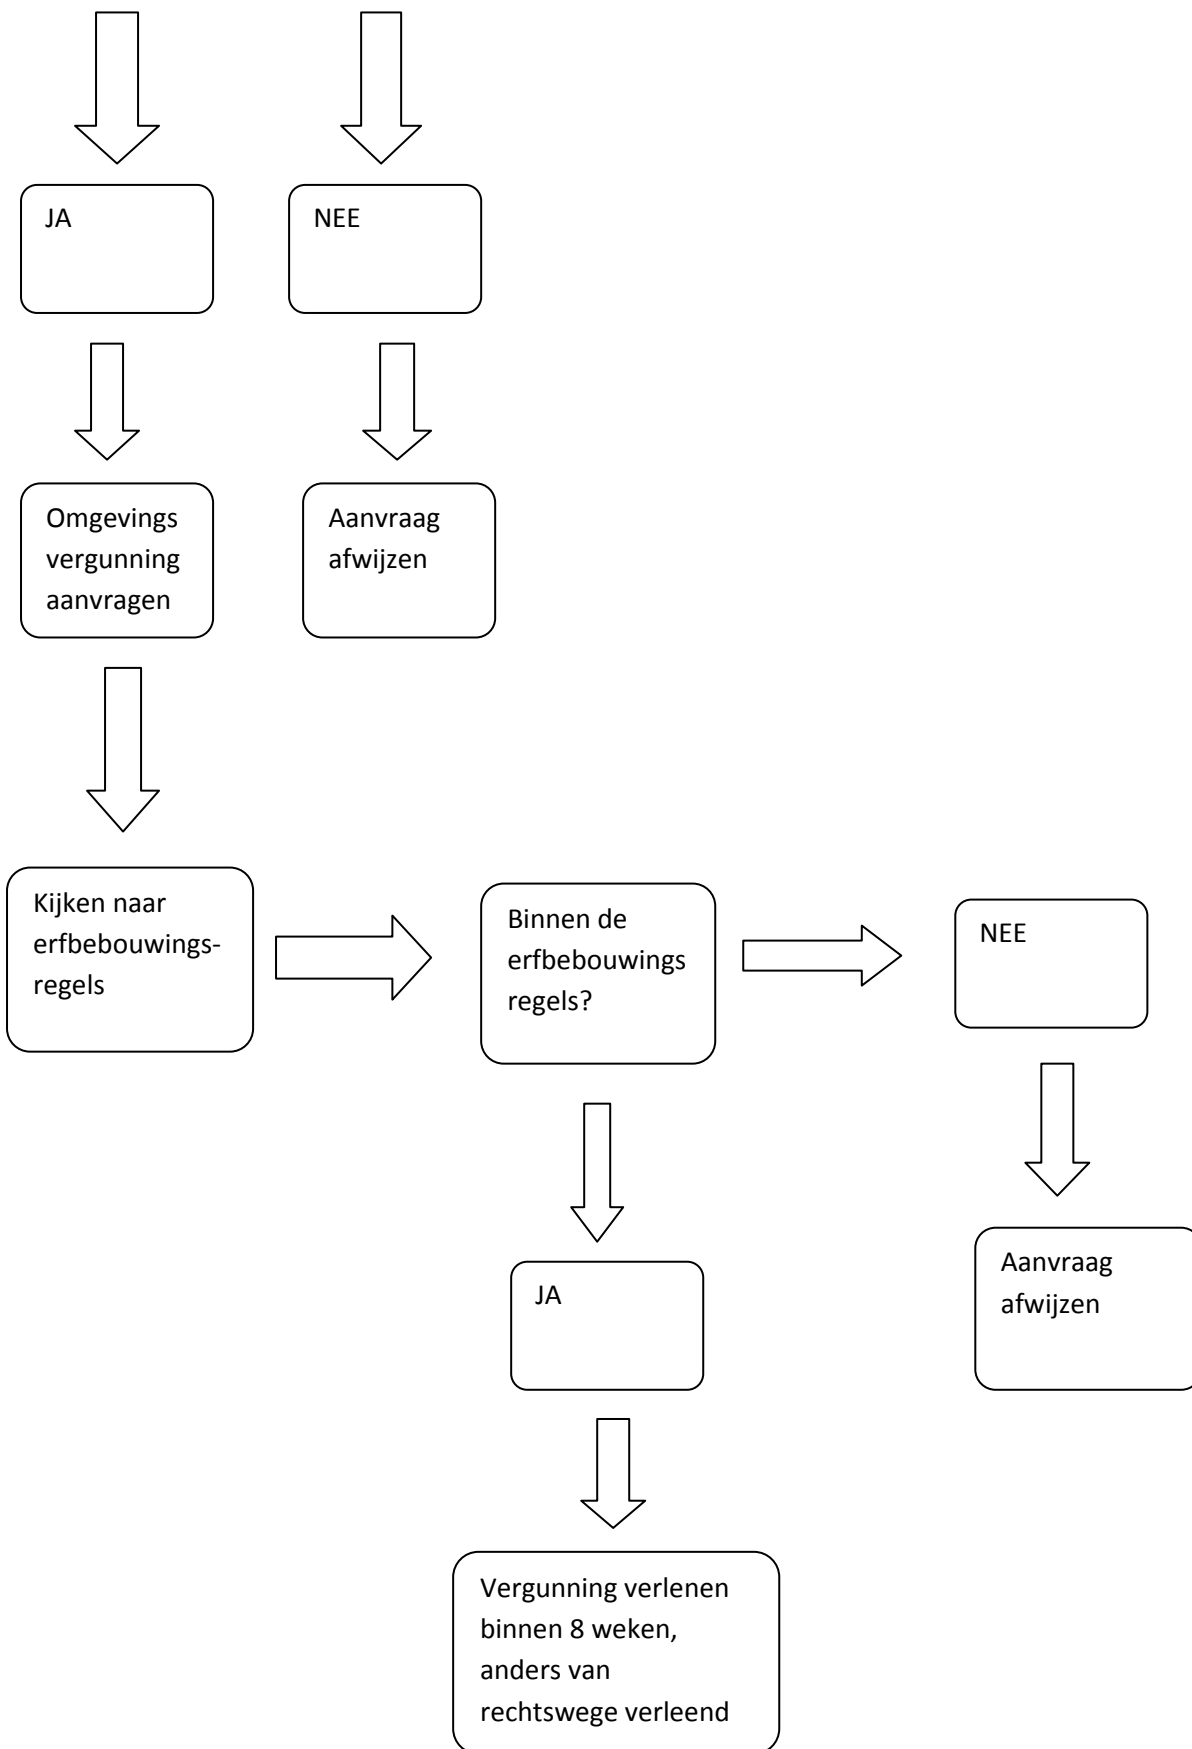 JA
NEE
Omgevings
vergunning
aanvragen
Aanvraag
afwijzen
Kijken naar
erfbebouwings-
regels
Binnen de
erfbebouwings
regels?
NEE
JA
Aanvraag
afwijzen
Vergunning verlenen
binnen 8 weken,
anders van
rechtswege verleend